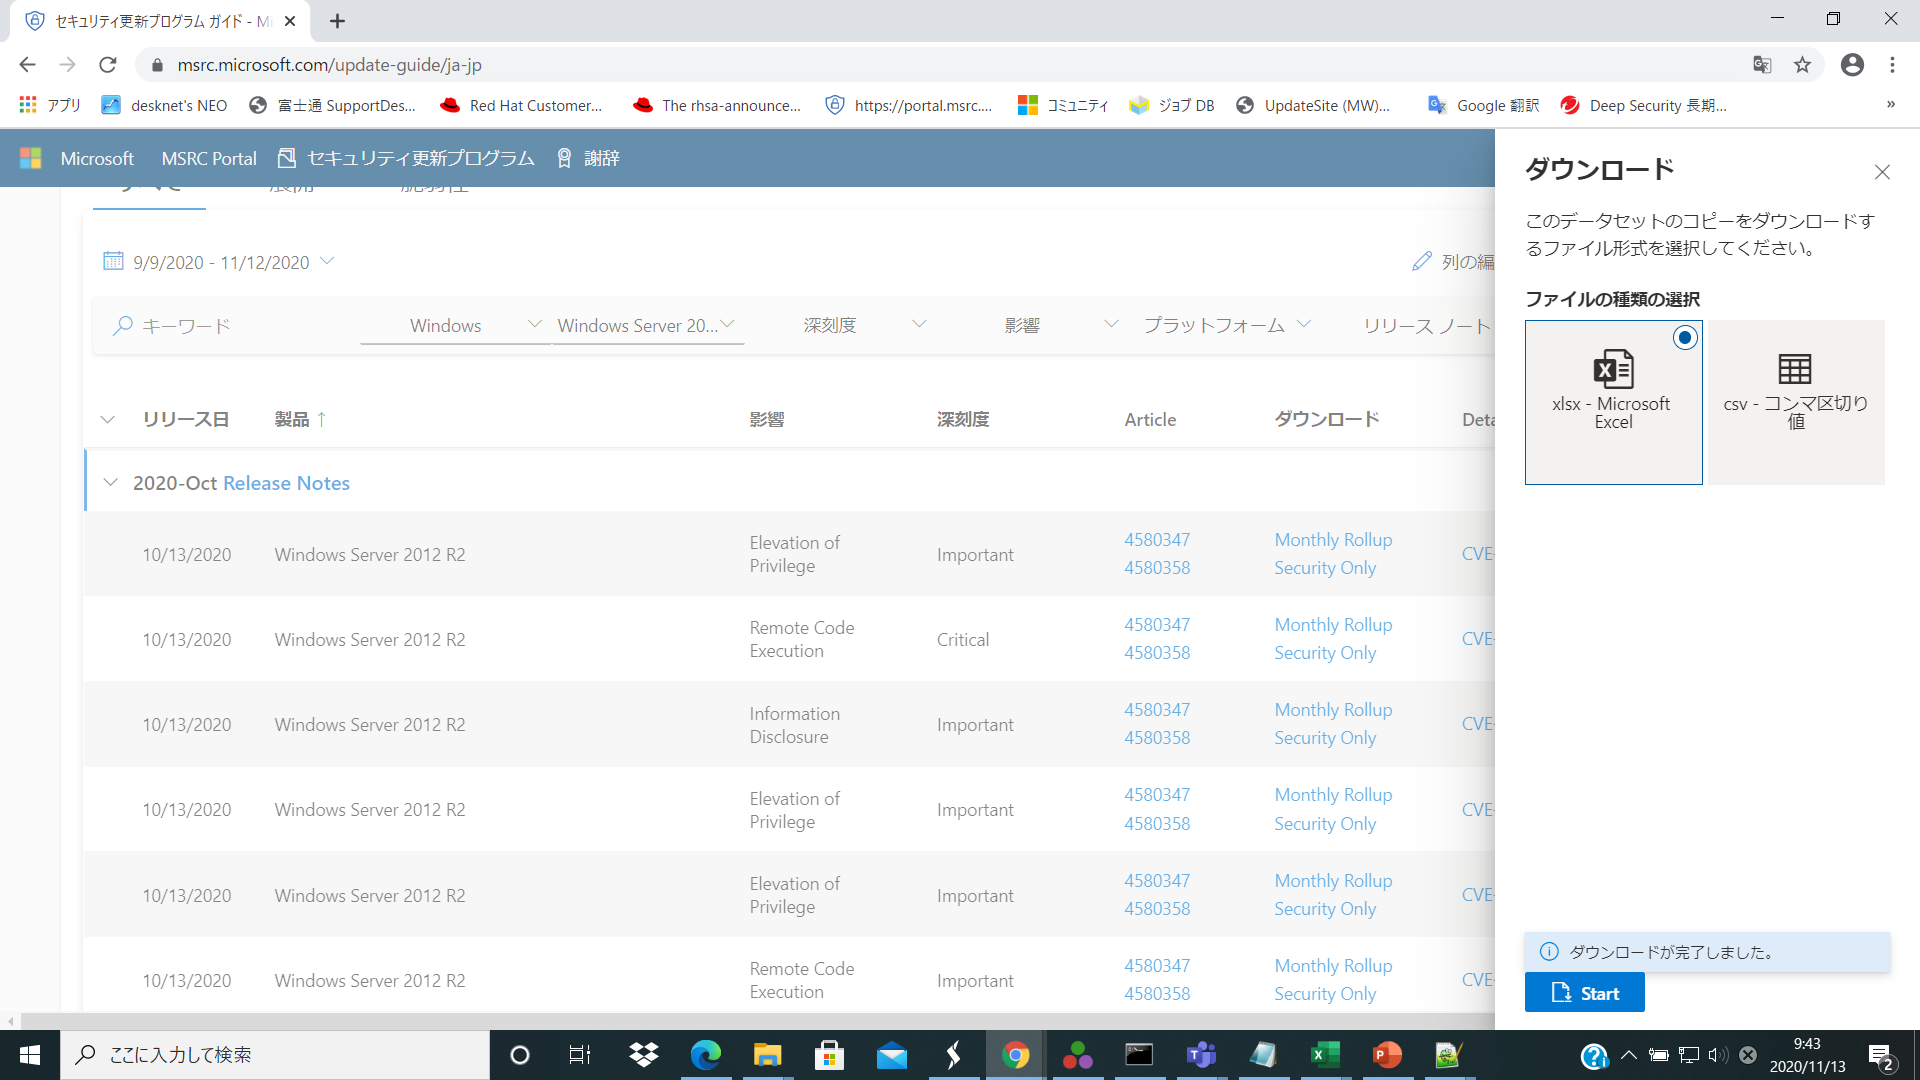 セキュリティ更新プログラム ガイド - Mi
msrc.microsoft.com/update-guide/ja-jp
アプリ desknet's NEO 富士通 SupportDes... Red Hat Customer... The rhsa-announce... https://portal.msrc.... コミュニティ ジョブ DB UpdateSite (MW)... Google 翻訳 Deep Security 長期... »
Microsoft MSRC Portal セキュリティ更新プログラム 謝辞
すべて 展開 脆弱性
9/9/2020 - 11/12/2020 列の編
キーワード Windows Windows Server 20... 深刻度 影響 プラットフォーム リリース ノート
リリース日 製品 ↑ 影響 深刻度 Article ダウンロード Deta
2020-Oct Release Notes
10/13/2020 Windows Server 2012 R2 Elevation of Privilege Important 4580347 Monthly Rollup CVE-
4580358 Security Only
10/13/2020 Windows Server 2012 R2 Remote Code Execution Critical 4580347 Monthly Rollup CVE-
4580358 Security Only
10/13/2020 Windows Server 2012 R2 Information Disclosure Important 4580347 Monthly Rollup CVE-
4580358 Security Only
10/13/2020 Windows Server 2012 R2 Elevation of Privilege Important 4580347 Monthly Rollup CVE-
4580358 Security Only
10/13/2020 Windows Server 2012 R2 Elevation of Privilege Important 4580347 Monthly Rollup CVE-
4580358 Security Only
10/13/2020 Windows Server 2012 R2 Remote Code Execution Important 4580347 Monthly Rollup CVE-
4580358 Security Only
ダウンロード
このデータセットのコピーをダウンロードす
るファイル形式を選択してください。
ファイルの種類の選択
xlsx - Microsoft
Excel
csv - コンマ区切り
値
ダウンロードが完了しました。
Start
ここに入力して検索
9:43
2020/11/13
2